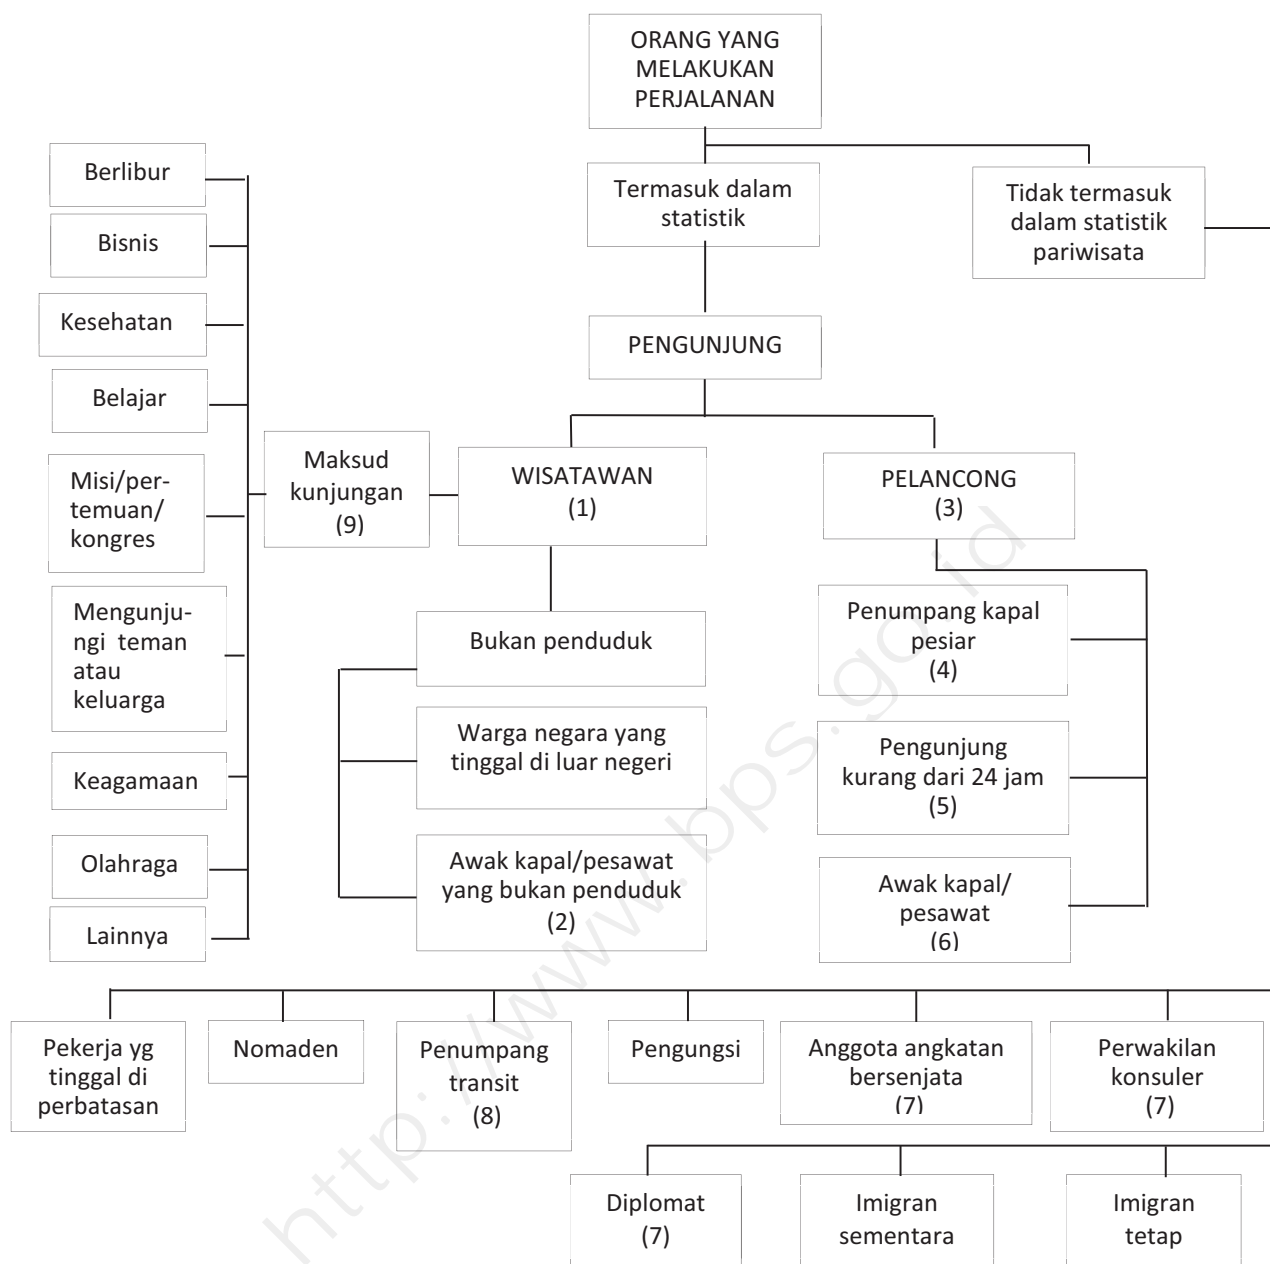 ORANG YANG
MELAKUKAN
PERJALANAN
Termasuk dalam
statistik
Tidak termasuk
dalam statistik
pariwisata
PENGUNJUNG
Berlibur
Bisnis
Kesehatan
Belajar
Misi/per-
temuan/
kongres
Mengunju-
ngi teman
atau
keluarga
Keagamaan
Olahraga
Lainnya
Maksud
kunjungan
(9)
WISATAWAN
(1)
PELANCONG
(3)
Bukan penduduk
Warga negara yang
tinggal di luar negeri
Awak kapal/pesawat
yang bukan penduduk
(2)
Penumpang kapal
pesiar
(4)
Pengunjung
kurang dari 24 jam
(5)
Awak kapal/
pesawat
(6)
Pekerja yg
tinggal di
perbatasan
Nomaden
Penumpang
transit
(8)
Pengungsi
Anggota angkatan
bersenjata
(7)
Perwakilan
konsuler
(7)
Diplomat
(7)
Imigran
sementara
Imigran
tetap
http://www.bps.go.id